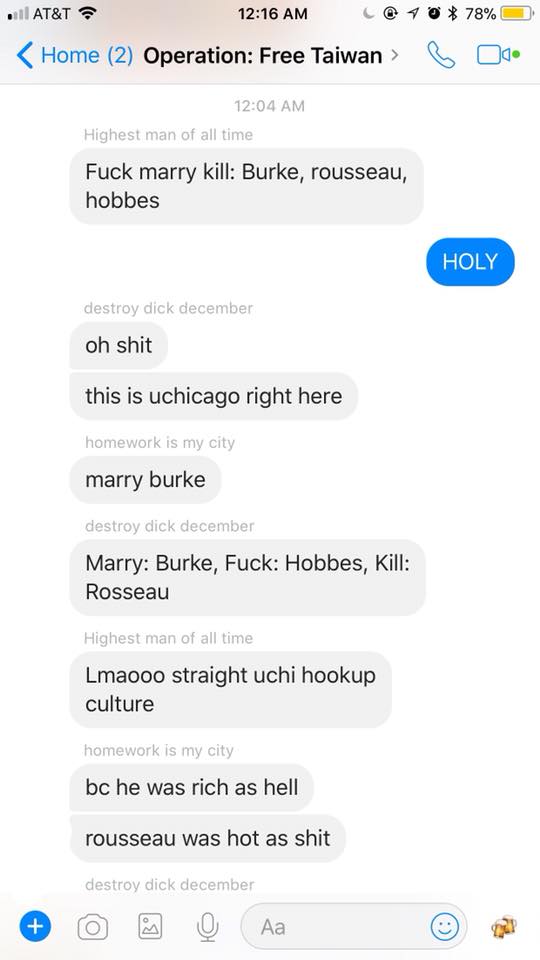 AT&T 12:16 AM 78%
Home (2) Operation: Free Taiwan
12:04 AM
Highest man of all time
Fuck marry kill: Burke, rousseau,
hobbes
HOLY
destroy dick december
oh shit
this is uchicago right here
homework is my city
marry burke
destroy dick december
Marry: Burke, Fuck: Hobbes, Kill:
Rosseau
Highest man of all time
Lmaooo straight uchi hookup
culture
homework is my city
bc he was rich as hell
rousseau was hot as shit
destroy dick december
Aa